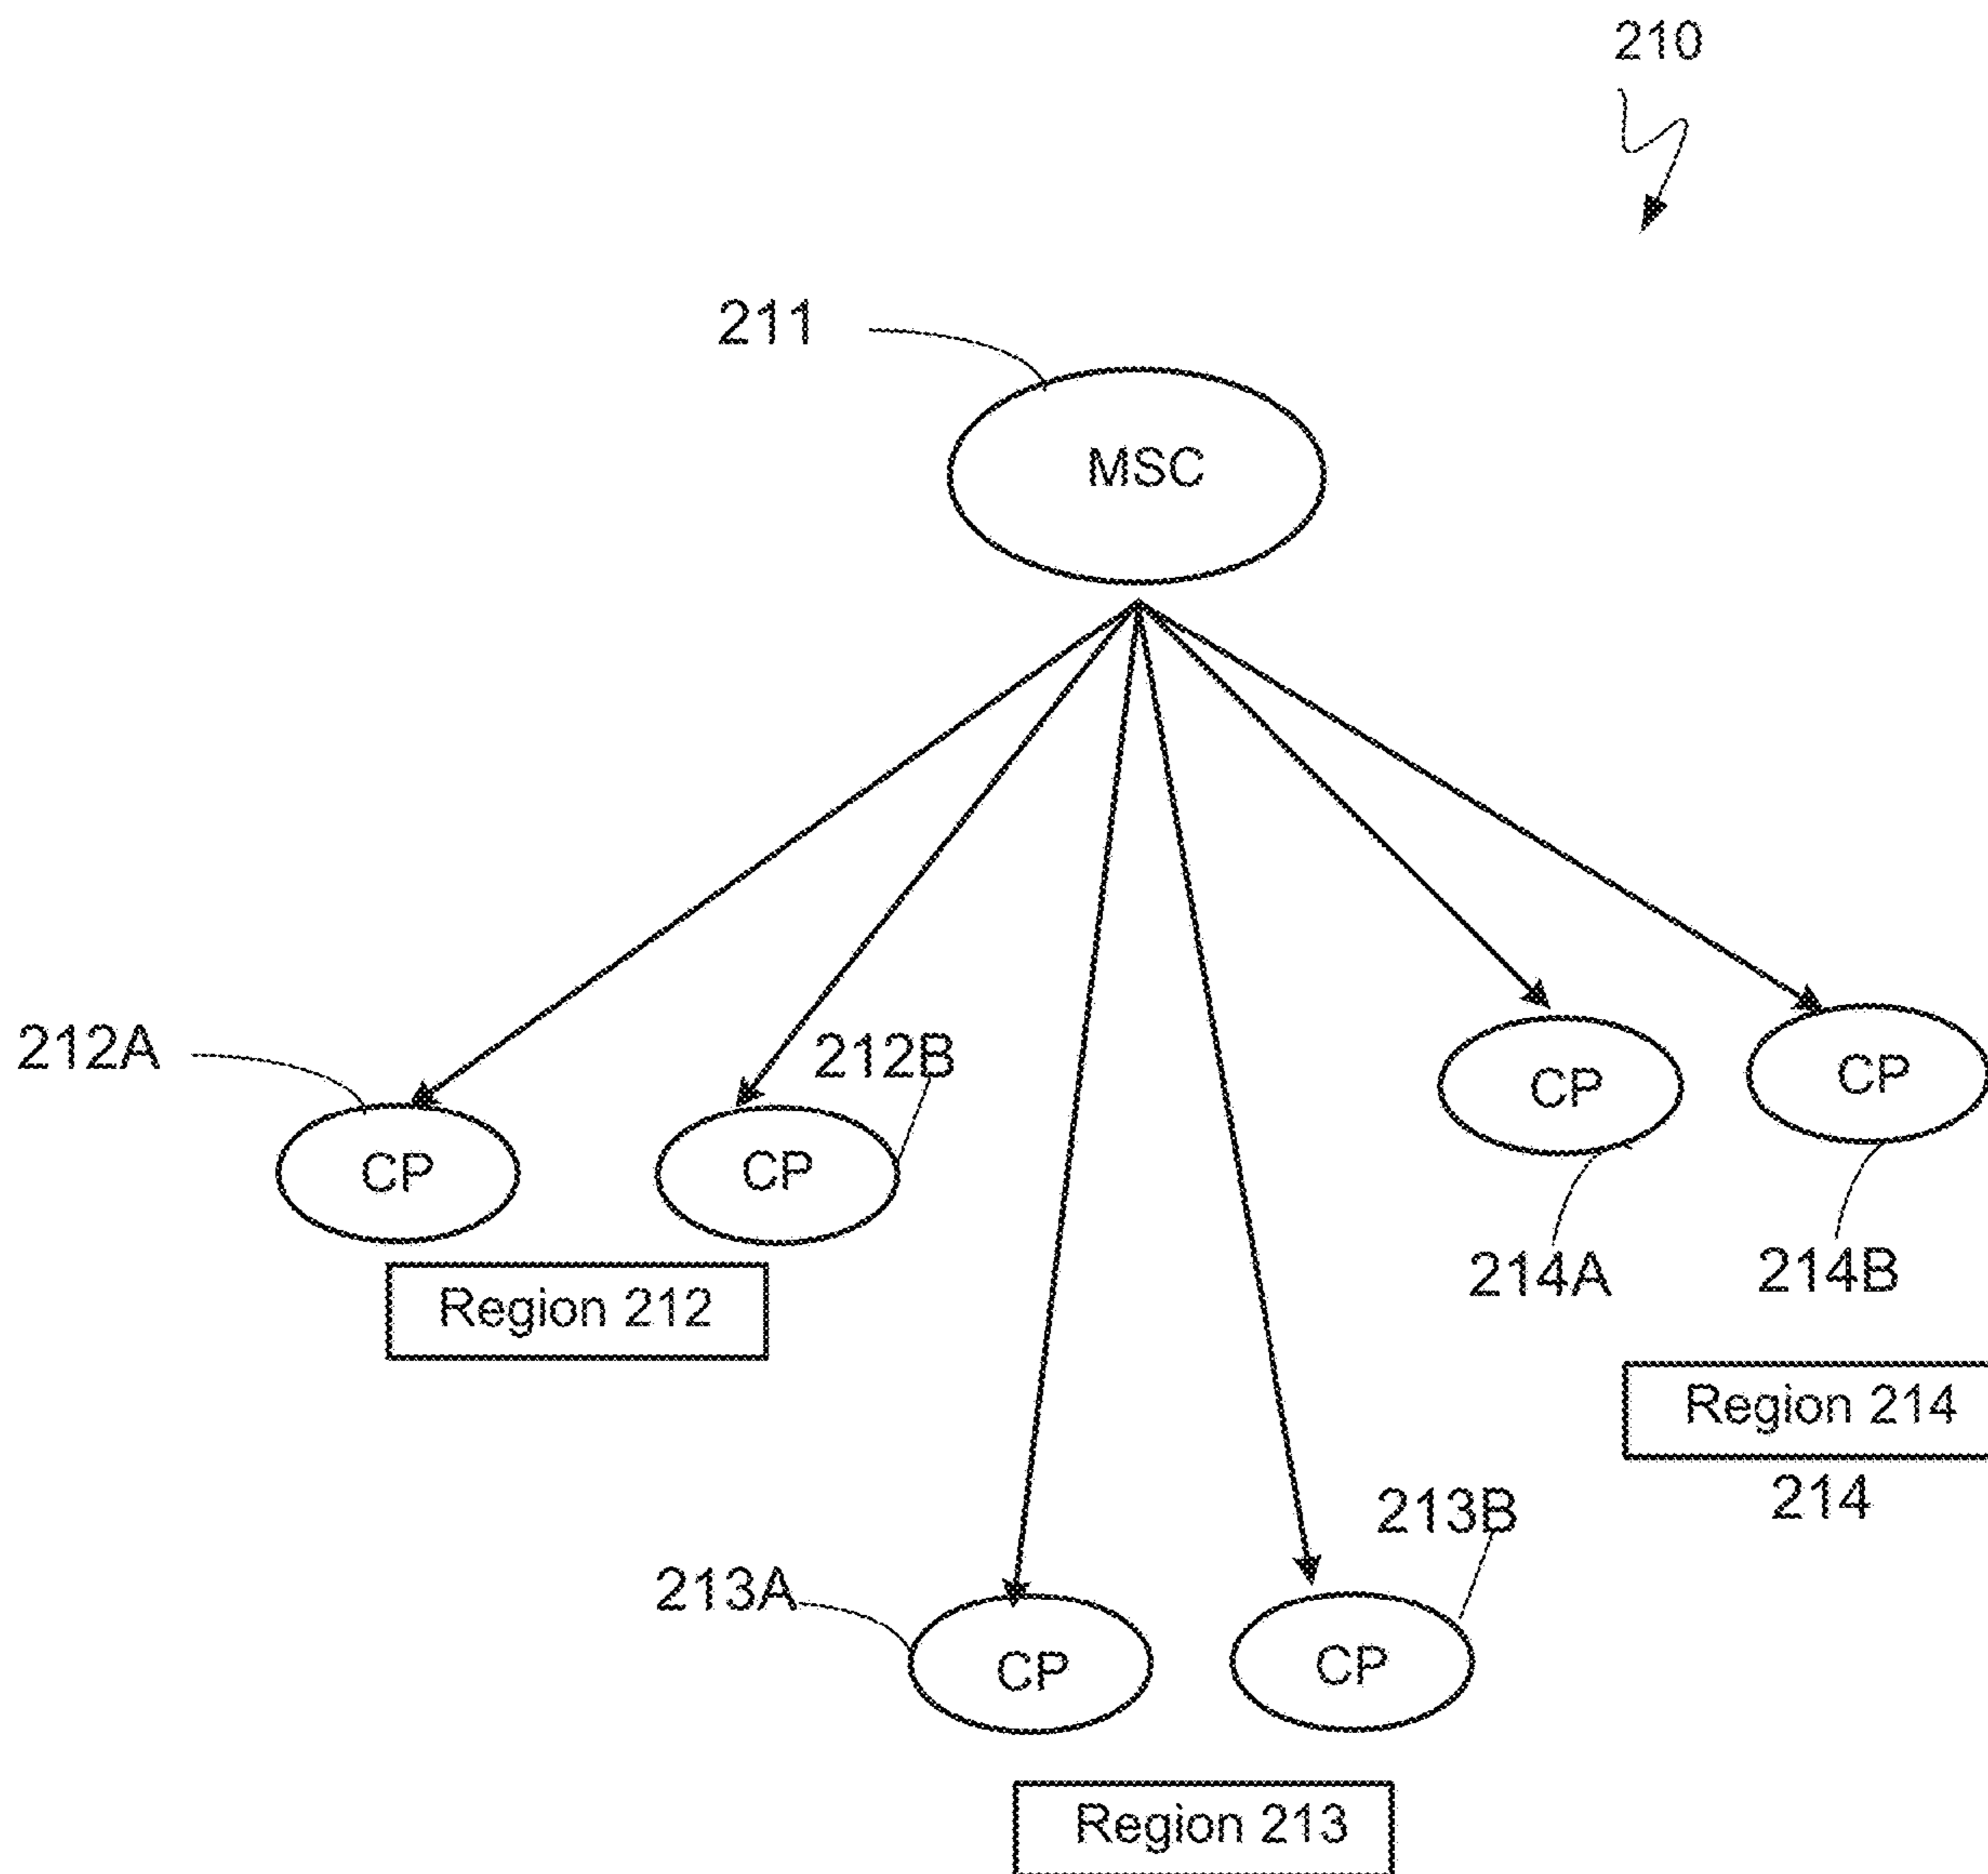 210
211
MSC
212A
212B
CP
CP
CP
CP
214A
214B
Region 212
Region 214
214
213B
213A
CP
CP
Region 213